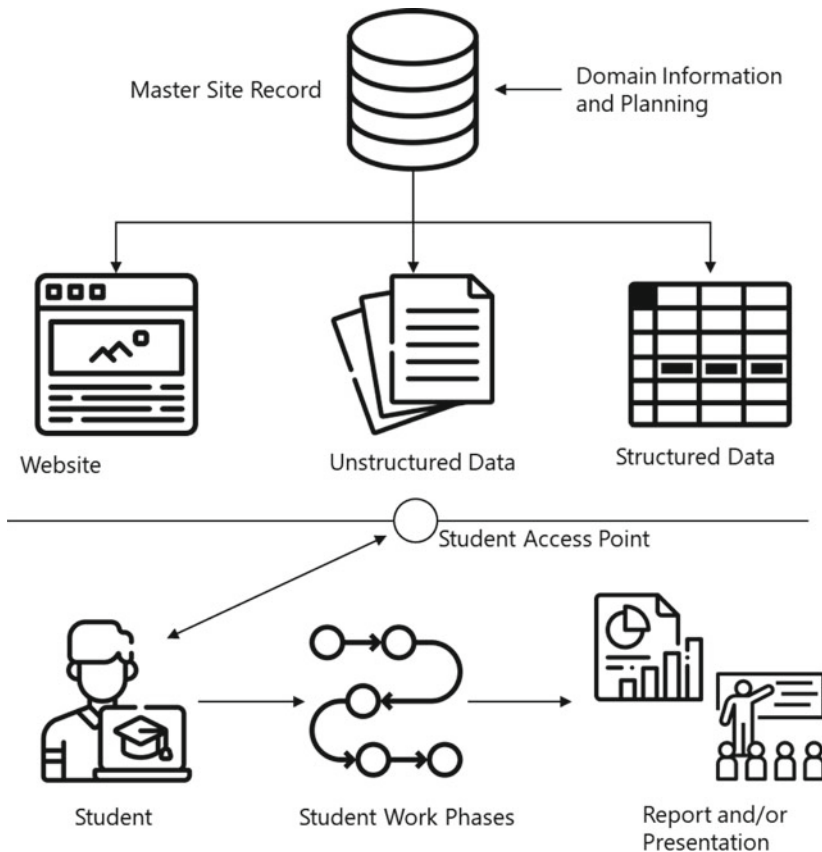 Master Site Record
Domain Information
and Planning
Website
Unstructured Data
Structured Data
Student Access Point
Student
Student Work Phases
Report and/or
Presentation